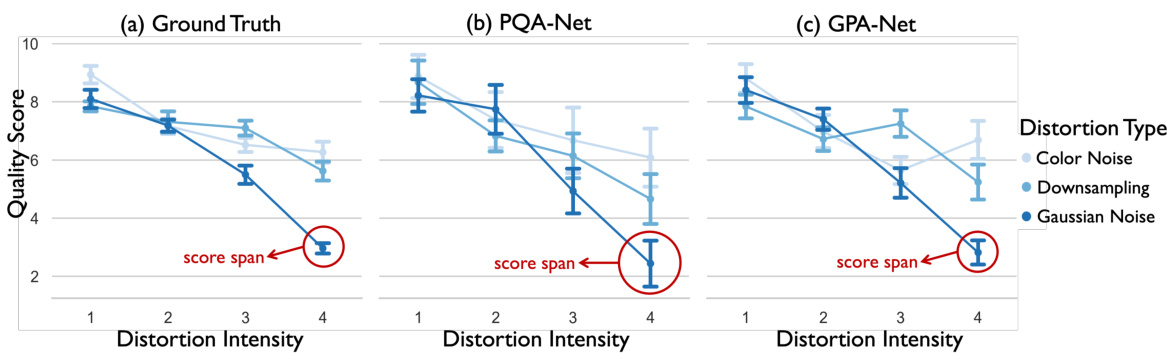 (a) Ground Truth
(b) PQA-Net
(c) GPA-Net
Quality Score
10
8
6
4
2
score span
score span
score span
1 2 3 4
1 2 3 4
1 2 3 4
Distortion Intensity
Distortion Intensity
Distortion Intensity
Distortion Type
Color Noise
Downsampling
Gaussian Noise